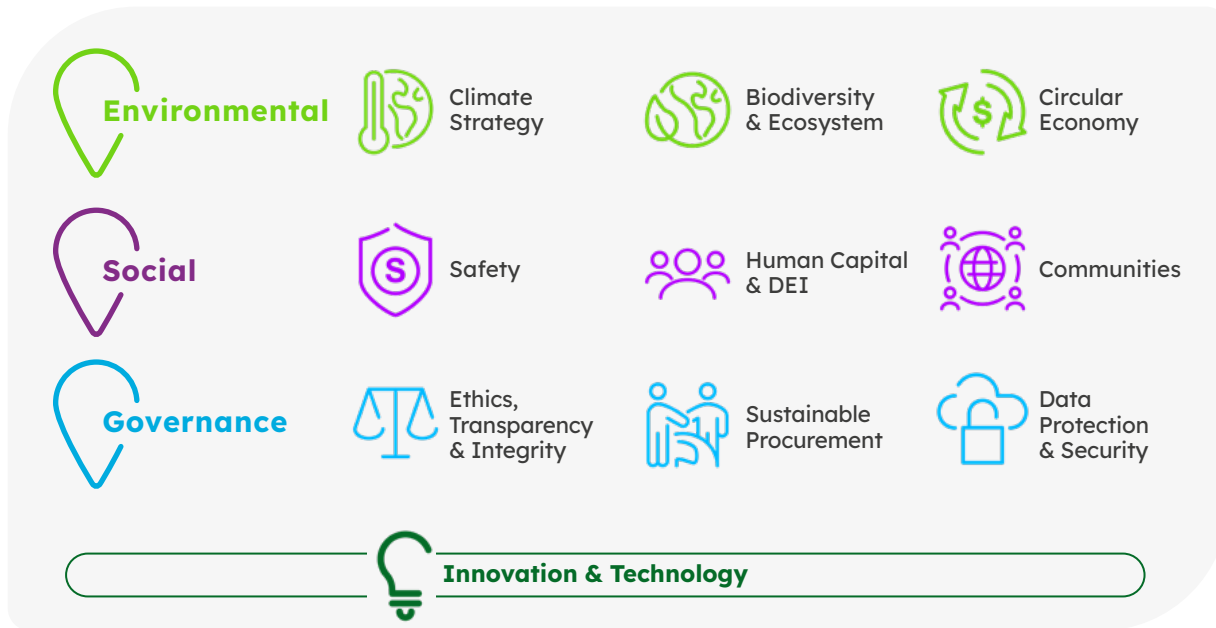 Environmental
Climate
Strategy
Biodiversity
& Ecosystem
$
Circular
Economy
Social
S
Safety
Human Capital
& DEI
Communities
Governance
Ethics,
Transparency
& Integrity
Sustainable
Procurement
Data
Protection
& Security
Innovation & Technology